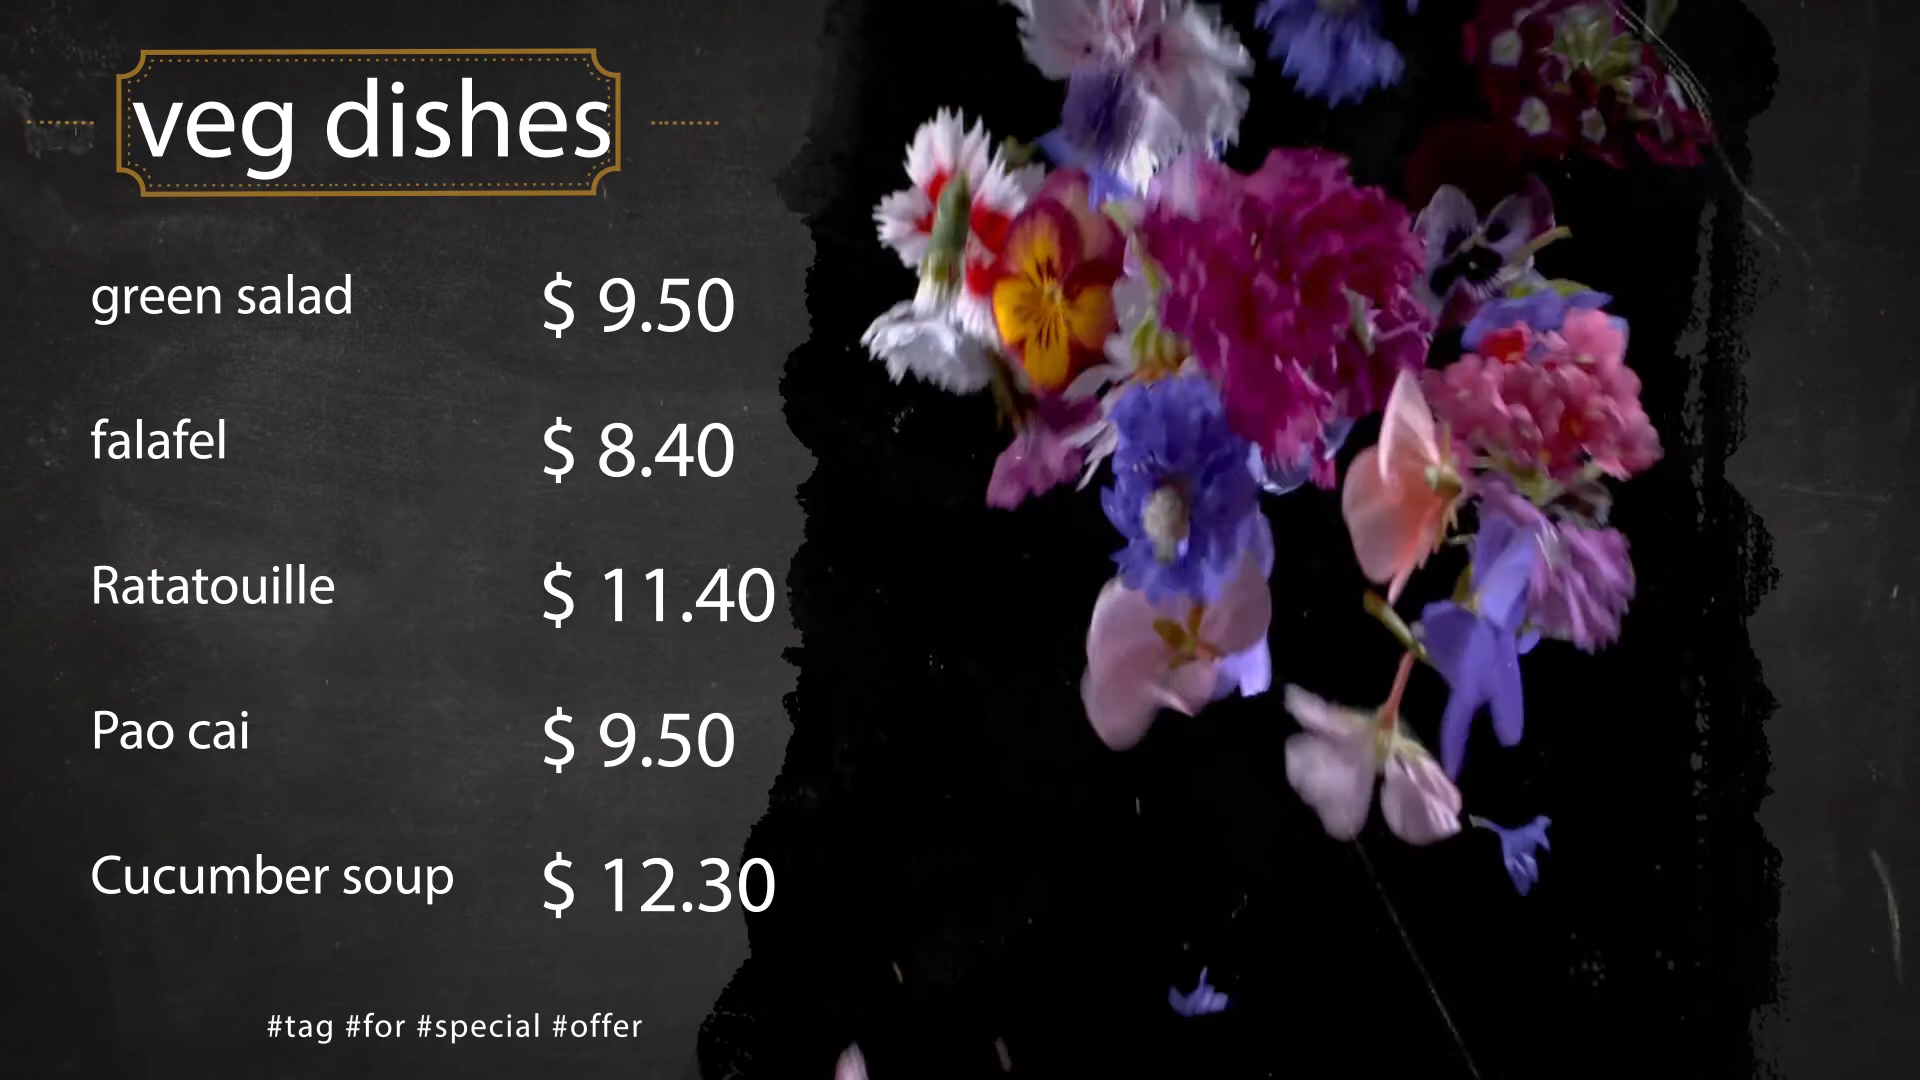 veg dishes
green salad $ 9.50
falafel $ 8.40
Ratatouille $ 11.40
Pao cai $ 9.50
Cucumber soup $ 12.30
#tag #for #special #offer